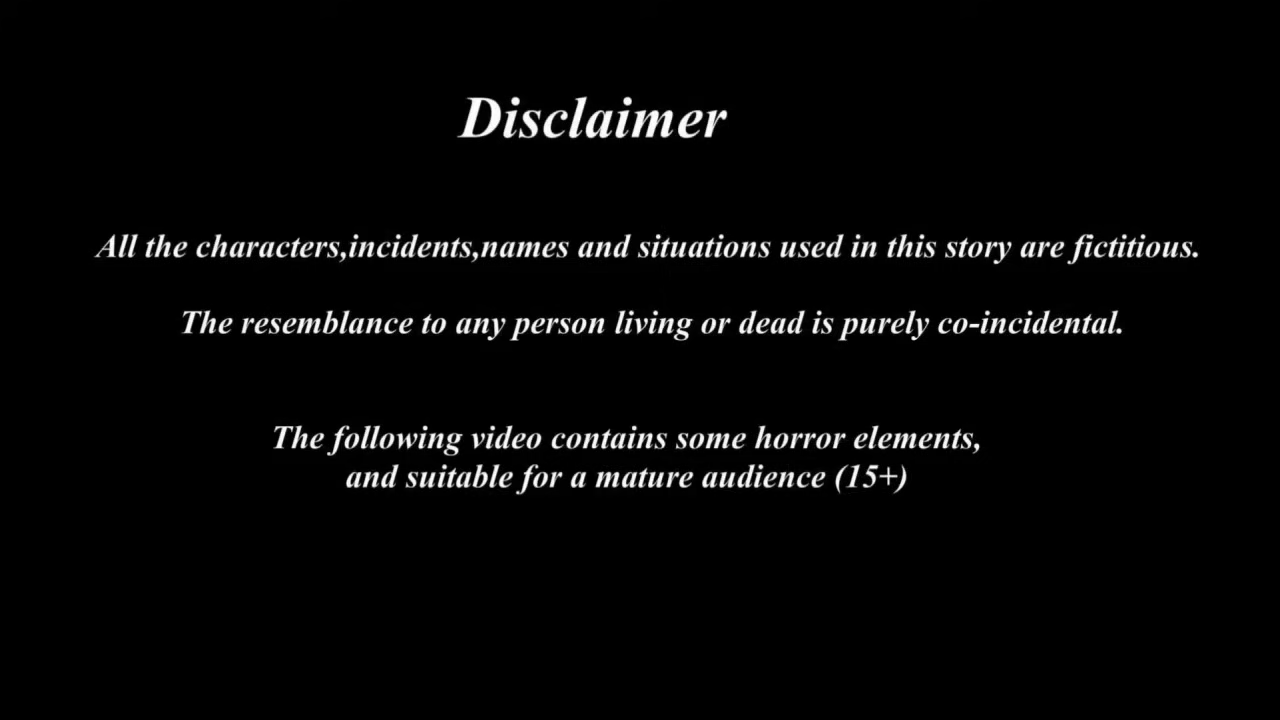 Disclaimer
All the characters,incidents,names and situations used in this story are fictitious.
The resemblance to any person living or dead is purely co-incidental.
The following video contains some horror elements,
and suitable for a mature audience (15+)